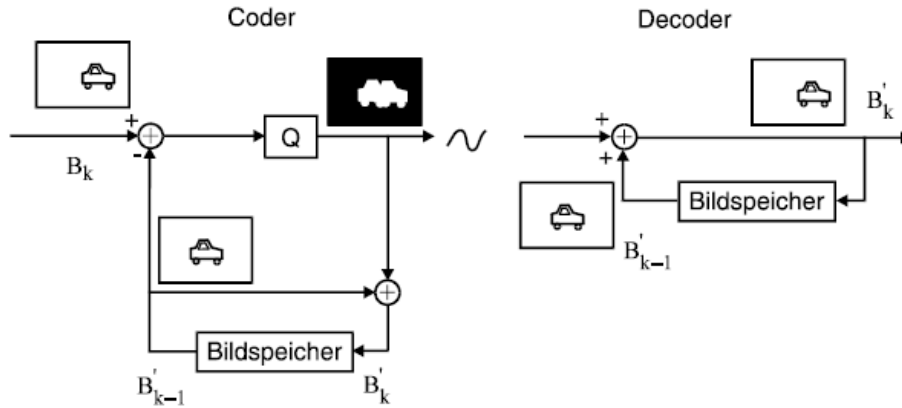 Coder
Decoder
B'k
+
+
Q
-
+
+
Bk
Bildspeicher
B'k−1
Bildspeicher
B'k−1
B'k